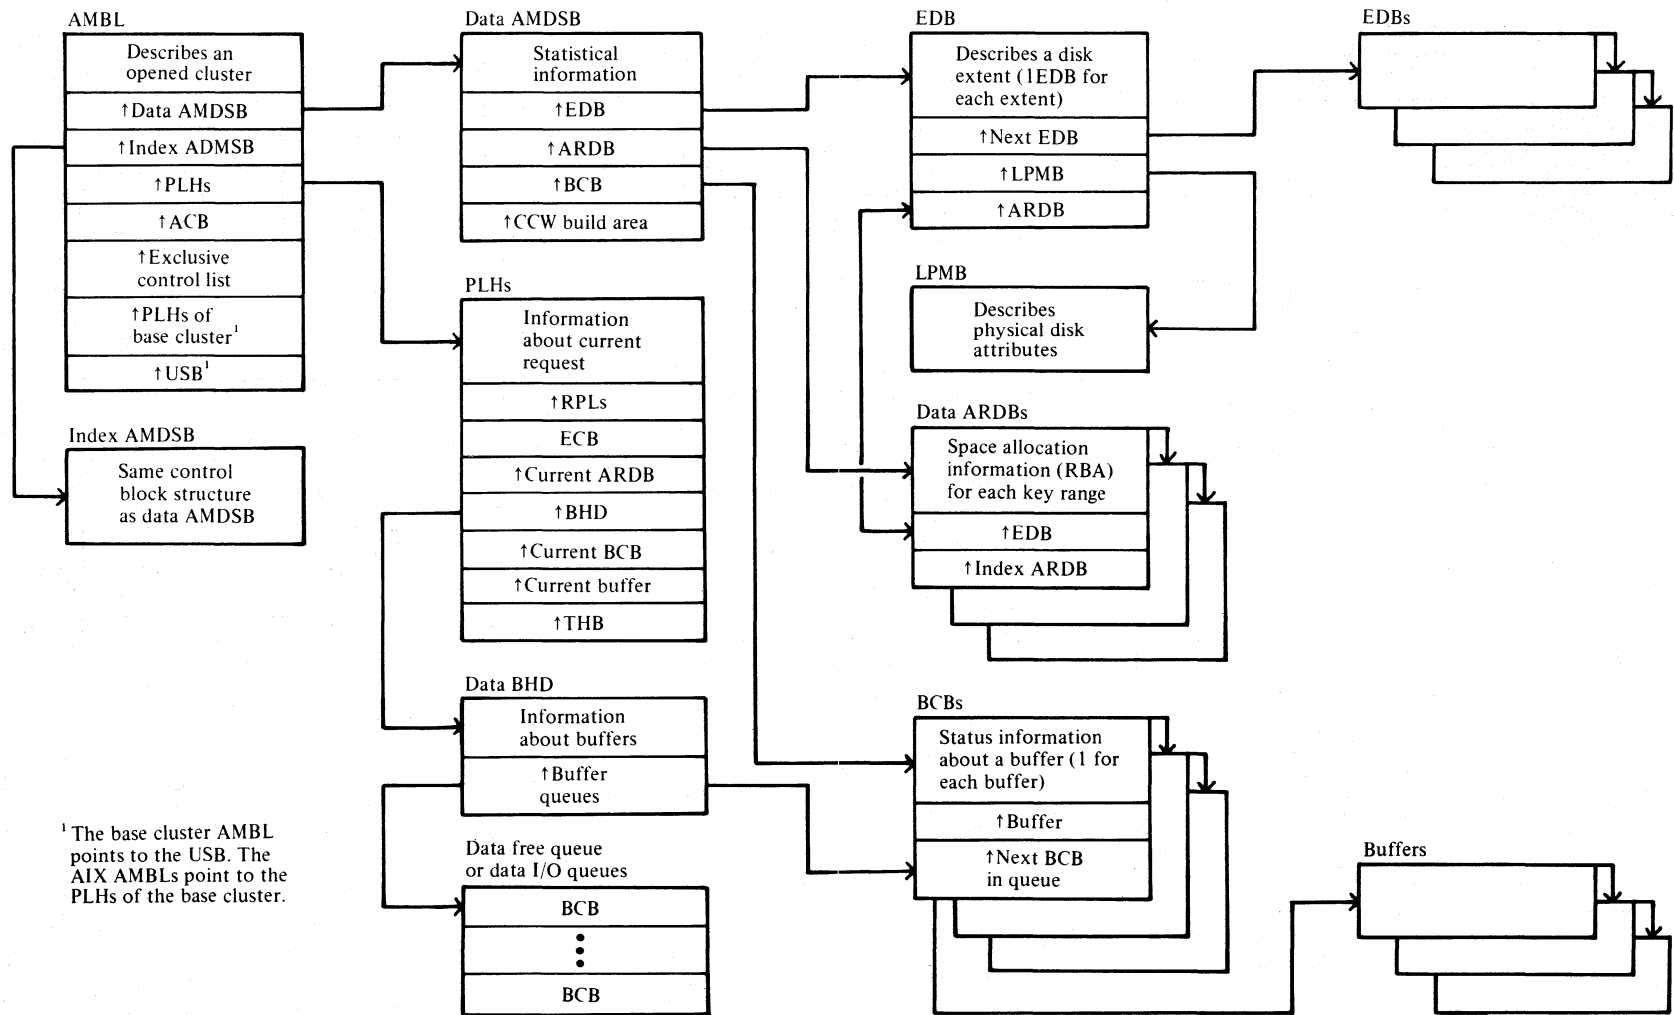 AMBL
Describes an
opened cluster
↑Data AMDSB
↑Index ADMSB
↑PLHs
↑ACB
↑Exclusive
control list
↑PLHs of
base cluster¹
↑USB¹
Index AMDSB
Same control
block structure
as data AMDSB
¹ The base cluster AMBL
points to the USB. The
AIX AMBLs point to the
PLHs of the base cluster.
Data AMDSB
Statistical
information
↑EDB
↑ARDB
↑BCB
↑CCW build area
PLHs
Information
about current
request
↑RPLs
ECB
↑Current ARDB
↑BHD
↑Current BCB
↑Current buffer
↑THB
Data BHD
Information
about buffers
↑Buffer
queues
Data free queue
or data I/O queues
BCB
BCB
EDB
Describes a disk
extent (1EDB for
each extent)
↑Next EDB
↑LPMB
↑ARDB
LPMB
Describes
physical disk
attributes
Data ARDBs
Space allocation
information (RBA)
for each key range
↑EDB
↑Index ARDB
BCBs
Status information
about a buffer (1 for
each buffer)
↑Buffer
↑Next BCB
in queue
EDBs
Buffers